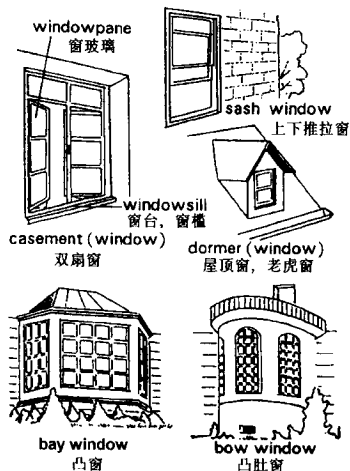 windowpane
窗玻璃
sash window
上下推拉窗
windowsill
窗台，窗槛
casement (window)
双扇窗
dormer (window)
屋顶窗，老虎窗
bay window
凸窗
bow window
凸肚窗